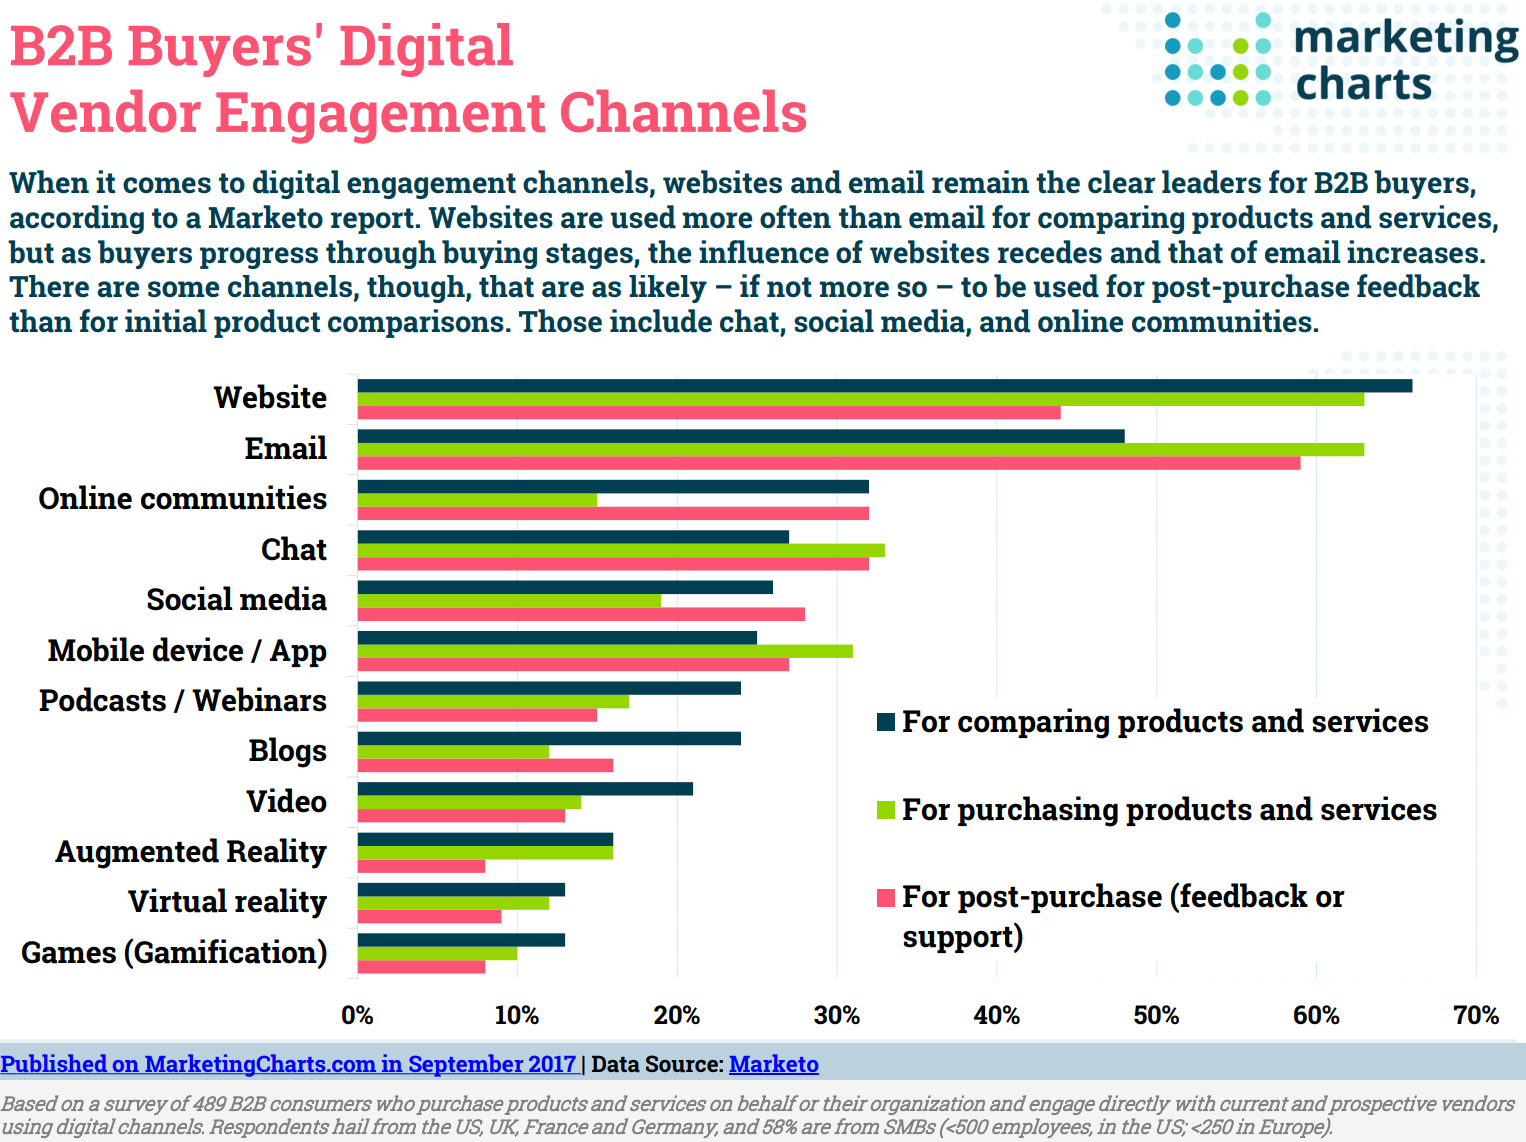 B2B Buyers' Digital
Vendor Engagement Channels
marketing
charts
When it comes to digital engagement channels, websites and email remain the clear leaders for B2B buyers,
according to a Marketo report. Websites are used more often than email for comparing products and services,
but as buyers progress through buying stages, the influence of websites recedes and that of email increases.
There are some channels, though, that are as likely – if not more so – to be used for post-purchase feedback
than for initial product comparisons. Those include chat, social media, and online communities.
Website
Email
Online communities
Chat
Social media
Mobile device / App
Podcasts / Webinars
Blogs
Video
Augmented Reality
Virtual reality
Games (Gamification)
For comparing products and services
For purchasing products and services
For post-purchase (feedback or
support)
0% 10% 20% 30% 40% 50% 60% 70%
Published on MarketingCharts.com in September 2017 | Data Source: Marketo
Based on a survey of 489 B2B consumers who purchase products and services on behalf or their organization and engage directly with current and prospective vendors
using digital channels. Respondents hail from the US, UK, France and Germany, and 58% are from SMBs (<500 employees, in the US; <250 in Europe).